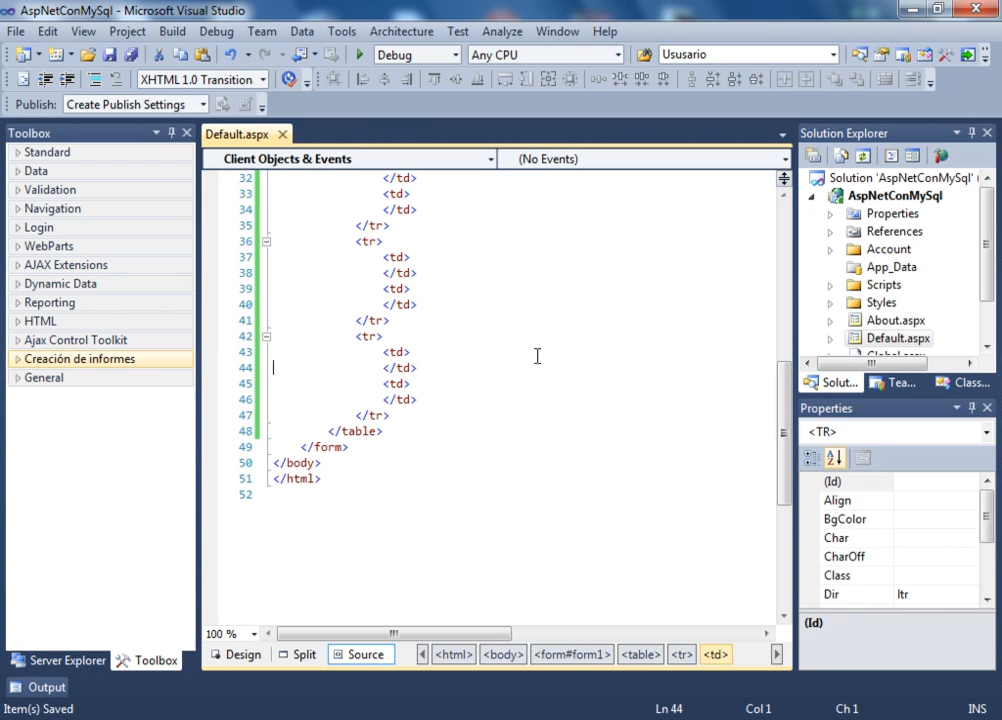 AspNetConMySql - Microsoft Visual Studio
File Edit View Project Build Debug Team Data Tools Architecture Test Analyze Window Help
Debug Any CPU Usuario
XHTML 1.0 Transition
Publish: Create Publish Settings
Toolbox
Standard
Data
Validation
Navigation
Login
WebParts
AJAX Extensions
Dynamic Data
Reporting
HTML
Ajax Control Toolkit
Creación de informes
General
Server Explorer Toolbox
Default.aspx
Client Objects & Events (No Events)
32 </td>
33 <td>
34 </td>
35 </tr>
36 <tr>
37 <td>
38 </td>
39 <td>
40 </td>
41 </tr>
42 <tr>
43 <td>
44 </td>
45 <td>
46 </td>
47 </tr>
48 </table>
49 </form>
50 </body>
51 </html>
52
100 %
Design Split Source <html> <body> <form#form1> <table> <tr> <td>
Solution Explorer
Solution 'AspNetConMySql' (
AspNetConMySql
Properties
References
Account
App_Data
Scripts
Styles
About.aspx
Default.aspx
Solut... Tea... Class...
Properties
<TR>
(Id)
Align
BgColor
Char
CharOff
Class
Dir ltr
(Id)
Output
Item(s) Saved Ln 44 Col 1 Ch 1 INS